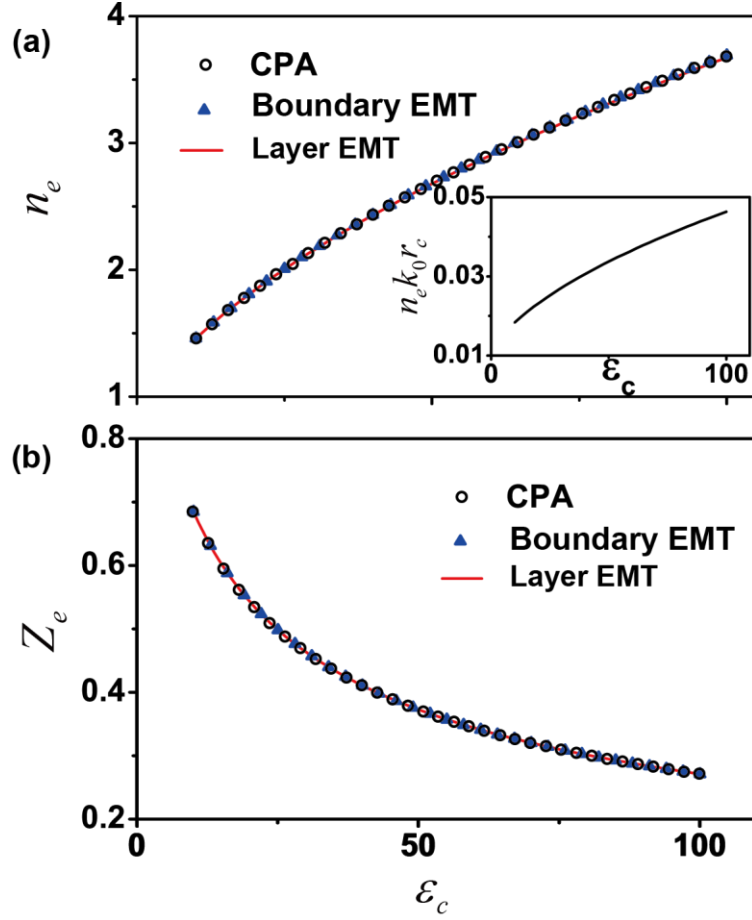 (a)
4
3
2
1
n_e
CPA
Boundary EMT
Layer EMT
0.05
0.03
0.01
n_e k_0 r_c
0
100
ε_c
(b)
0.8
0.6
0.4
0.2
Z_e
CPA
Boundary EMT
Layer EMT
0
50
100
ε_c